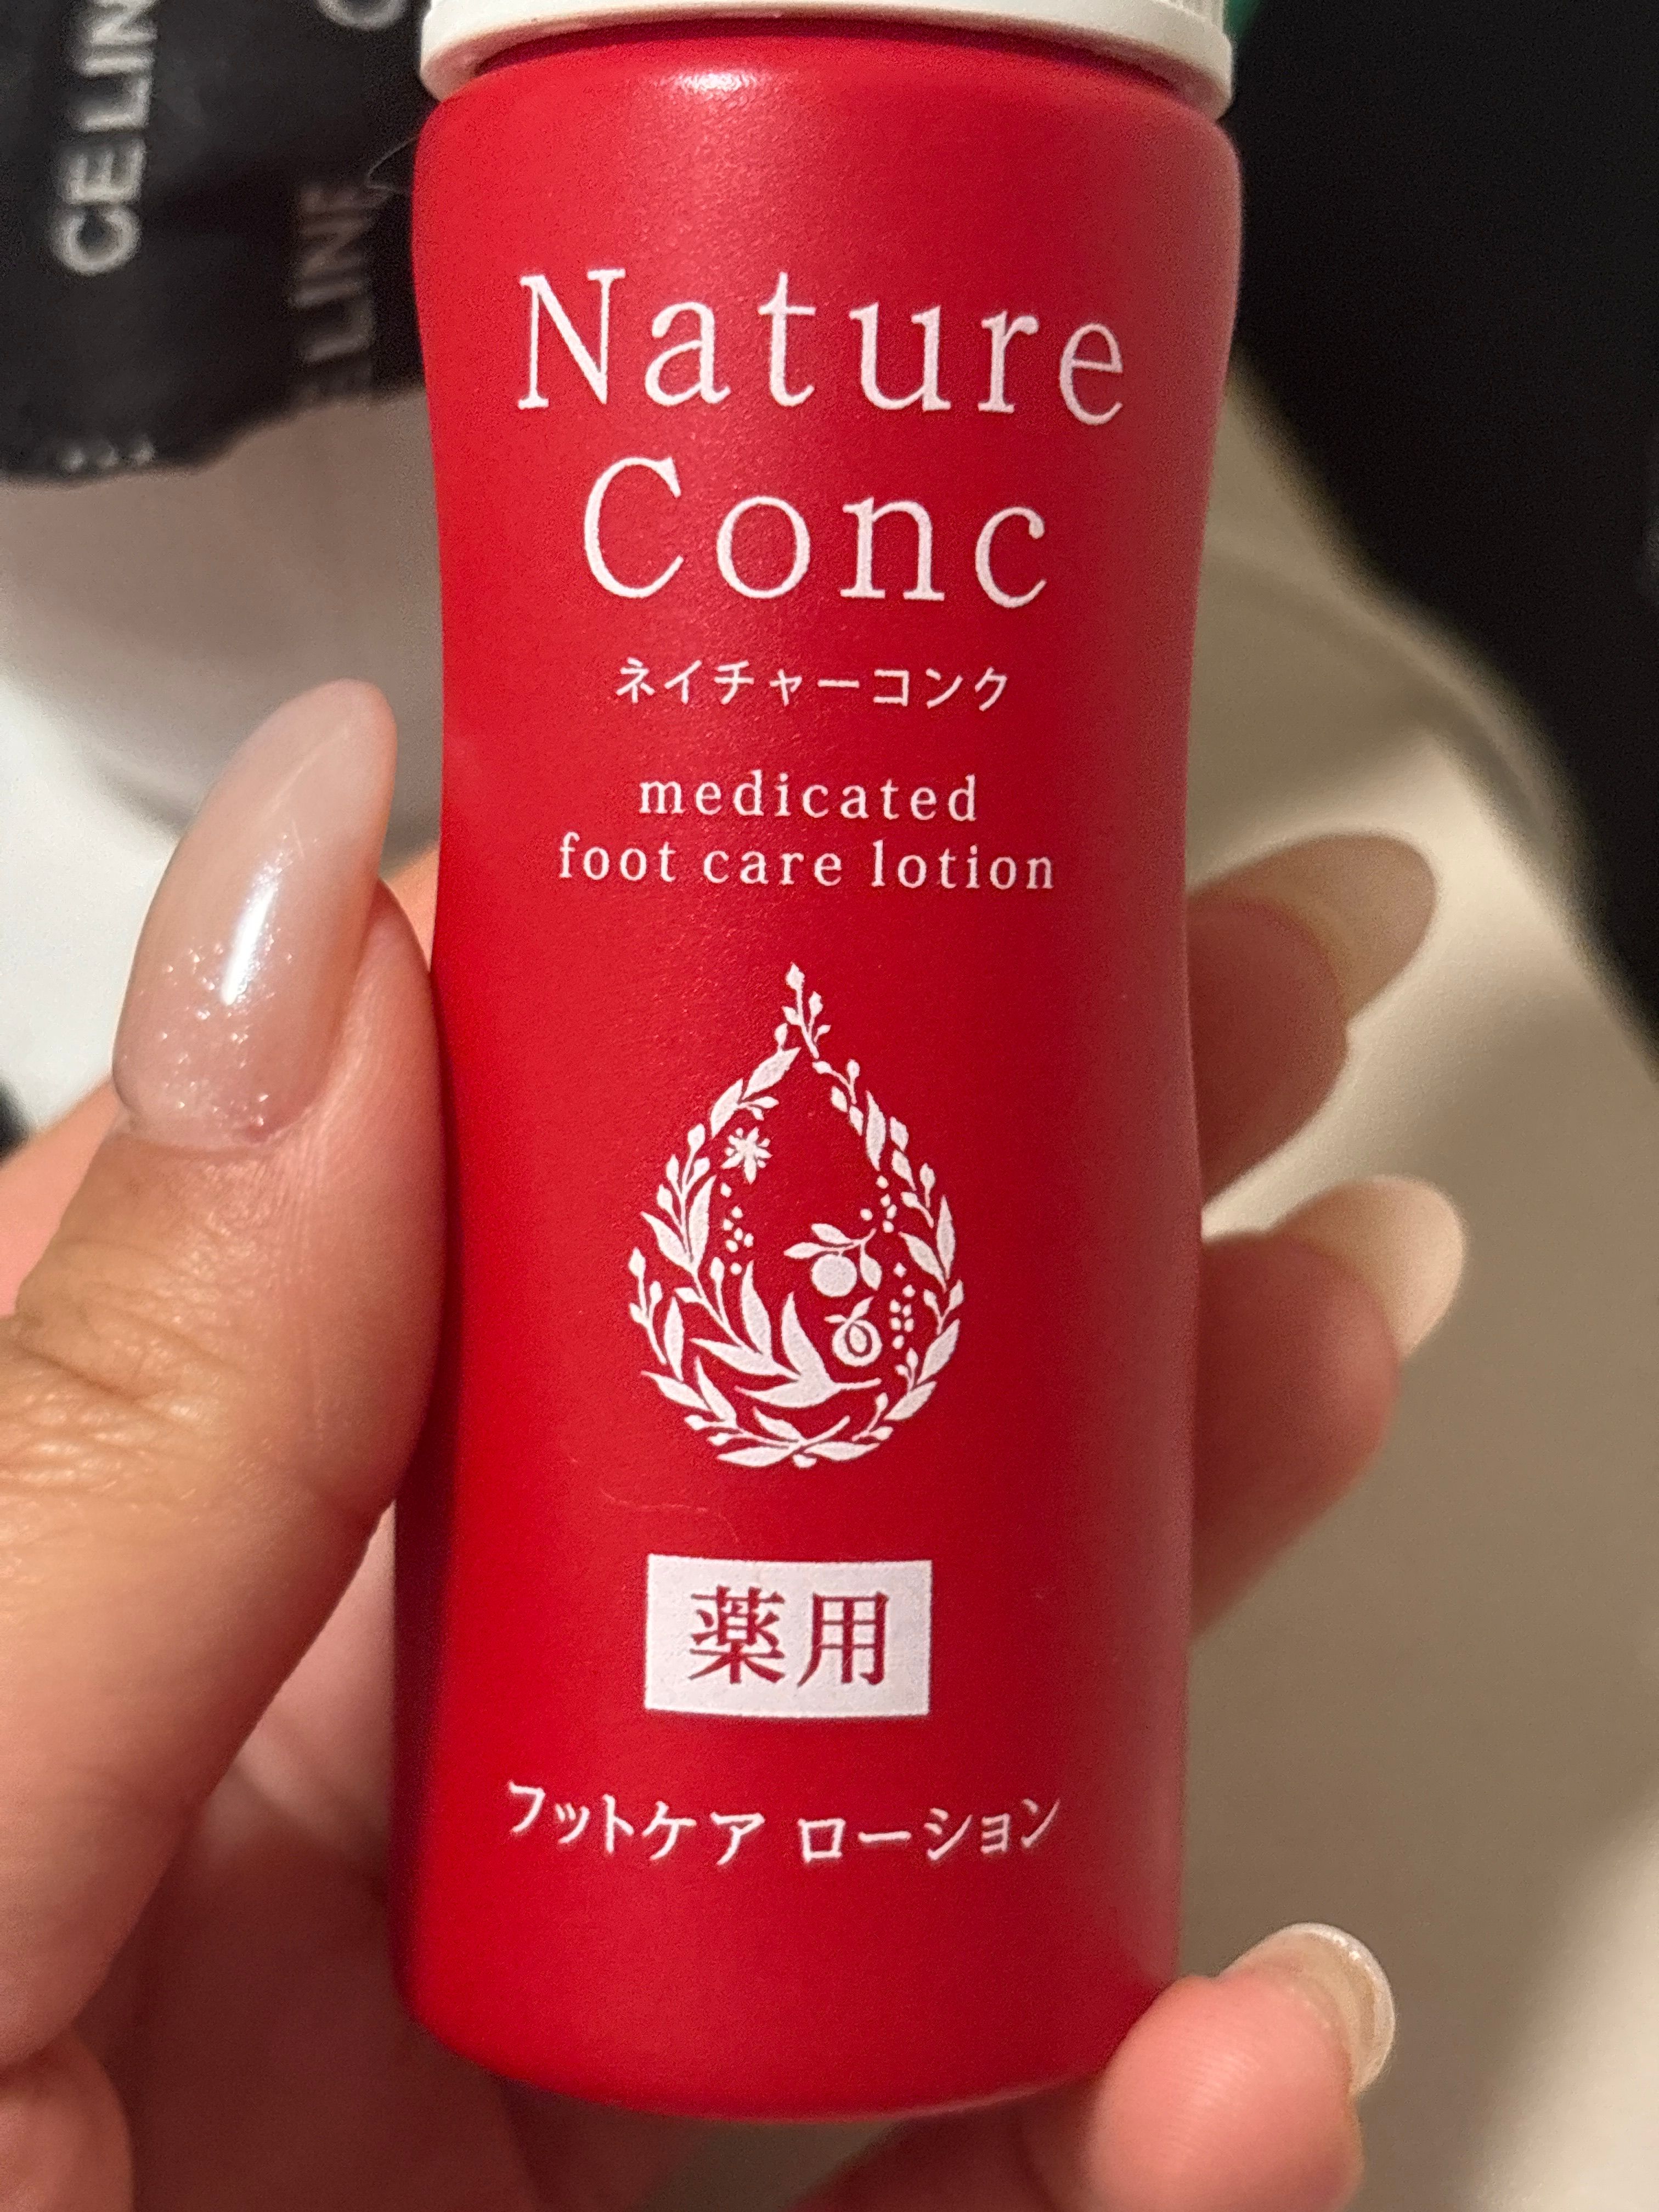 CELINE
CELINE
Nature
Conc
ネイチャーコンク
medicated
foot care lotion
薬用
フットケア ローション